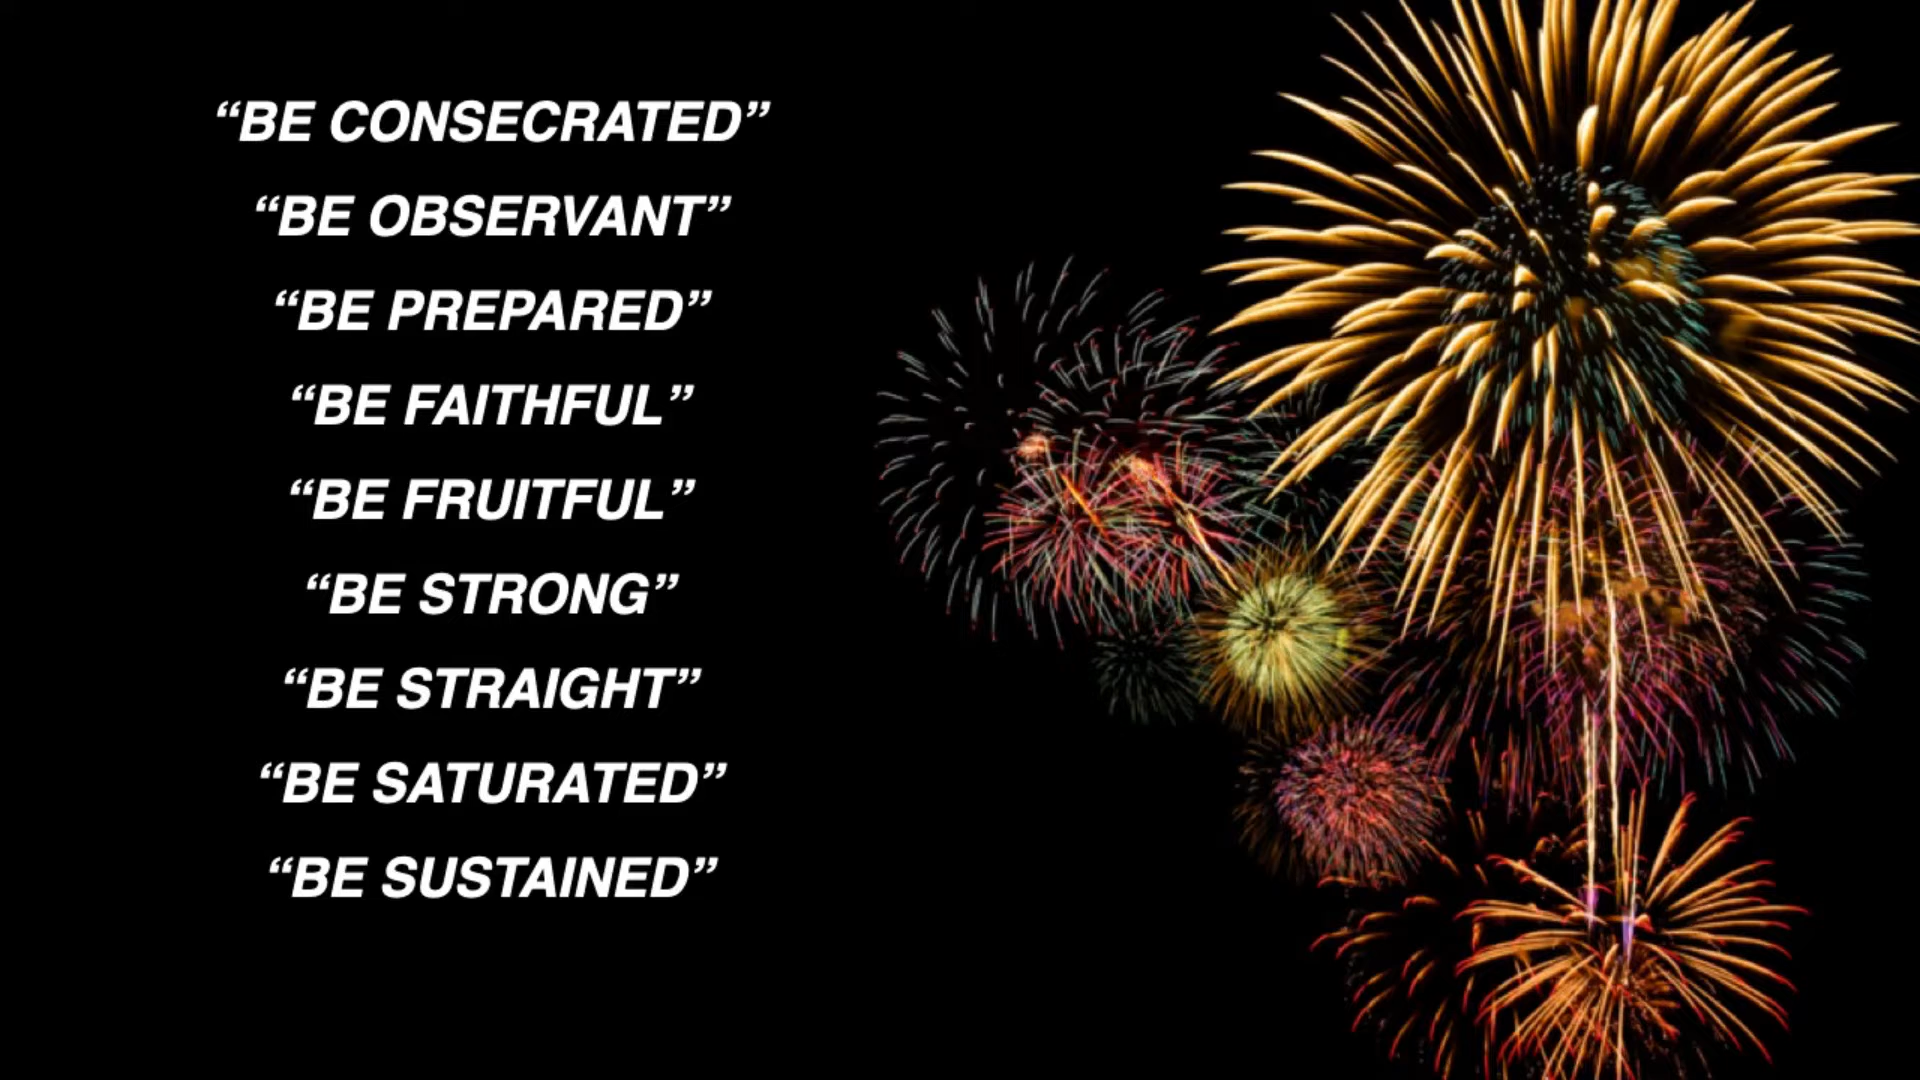 “BE CONSECRATED”
“BE OBSERVANT”
“BE PREPARED”
“BE FAITHFUL”
“BE FRUITFUL”
“BE STRONG”
“BE STRAIGHT”
“BE SATURATED”
“BE SUSTAINED”